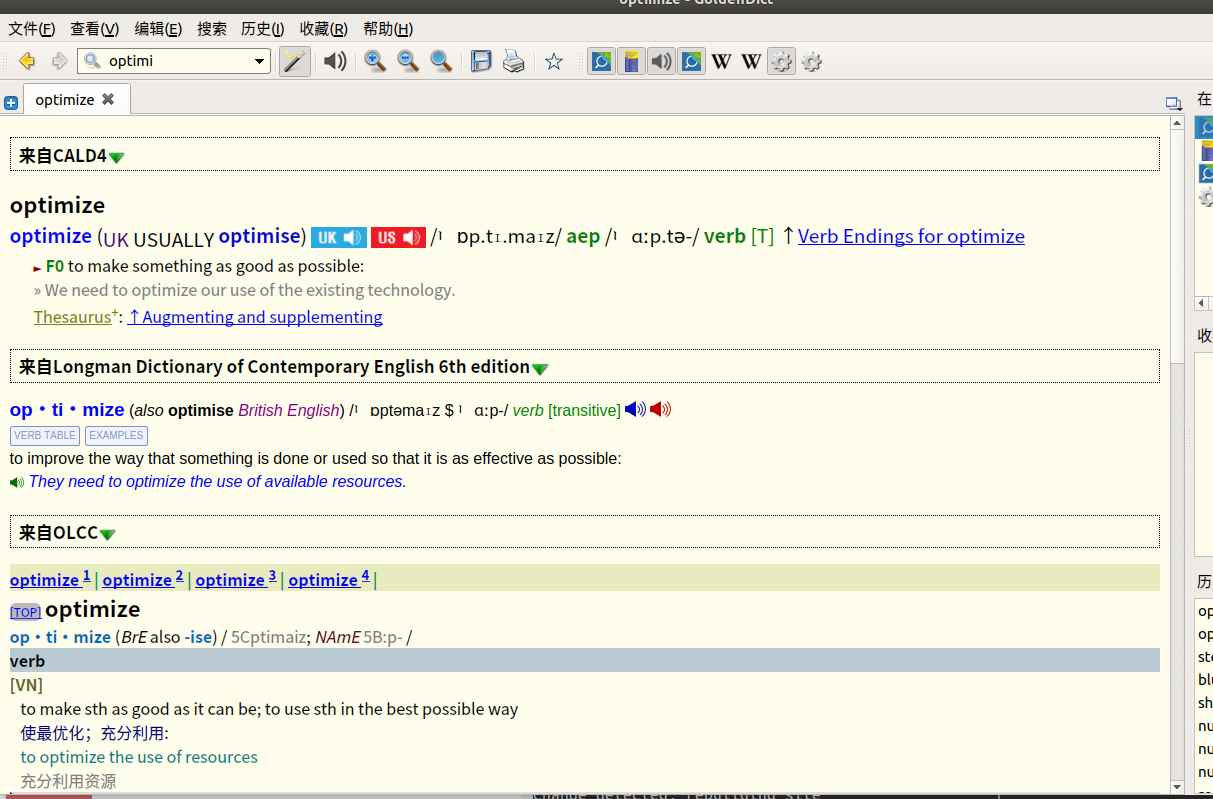 optimize - GoldenDict
文件(F) 查看(V) 编辑(E) 搜索 历史(I) 收藏(R) 帮助(H)
optimi W W
optimize
在
来自CALD4
optimize
optimize (UK USUALLY optimise) UK US /ˈɒp.tɪ.maɪz/ aep /ˈɑːp.tə-/ verb [T] ↑Verb Endings for optimize
► F0 to make something as good as possible:
» We need to optimize our use of the existing technology.
Thesaurus+: ↑Augmenting and supplementing
收
来自Longman Dictionary of Contemporary English 6th edition
op‧ti‧mize (also optimise British English) /ˈɒptəmaɪz $ ˈɑːp-/ verb [transitive]
VERB TABLE EXAMPLES
to improve the way that something is done or used so that it is as effective as possible:
They need to optimize the use of available resources.
来自OLCC
optimize 1 | optimize 2 | optimize 3 | optimize 4 |
历
[TOP] optimize
op
op‧ti‧mize (BrE also -ise) / 5Cptimaiz; NAmE 5B:p- /
op
verb
ste
[VN]
blu
to make sth as good as it can be; to use sth in the best possible way
sh
使最优化；充分利用:
nu
to optimize the use of resources
nu
充分利用资源
nu